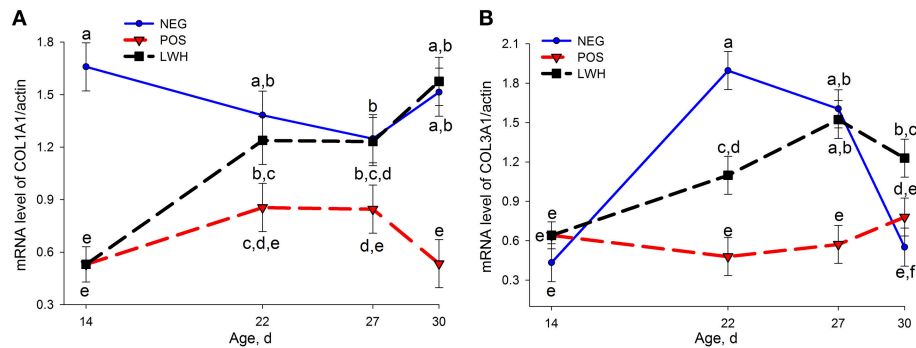 A
NEG
POS
LWH
mRNA level of COL1A1/actin
1.8
1.5
1.2
0.9
0.6
0.3
a
a,b
b
a,b
a,b
b,c
b,c,d
e
c,d,e
d,e
e
e
14
22
27
30
Age, d
B
NEG
POS
LWH
mRNA level of COL3A1/actin
2.1
1.8
1.5
1.2
0.9
0.6
0.3
a
a,b
b,c
c,d
a,b
d,e
e
e
e
e
e
e,f
14
22
27
30
Age, d